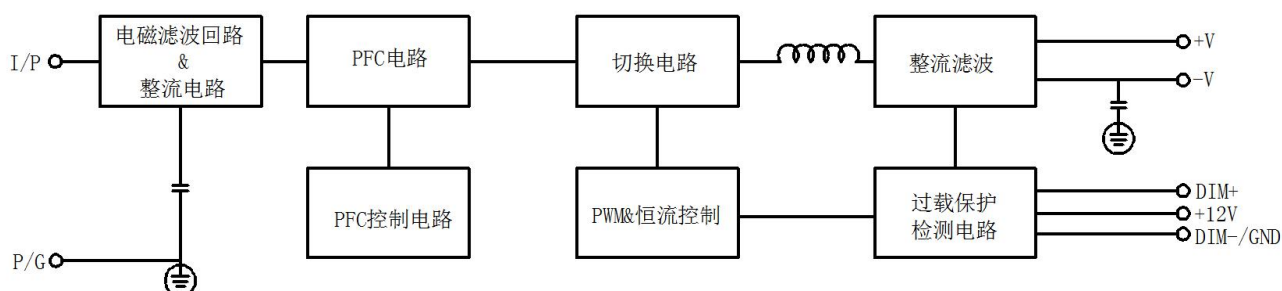 I/P
电磁滤波回路
&
整流电路
PFC电路
切换电路
整流滤波
+V
-V
PFC控制电路
PWM&恒流控制
过载保护
检测电路
DIM+
+12V
DIM-/GND
P/G